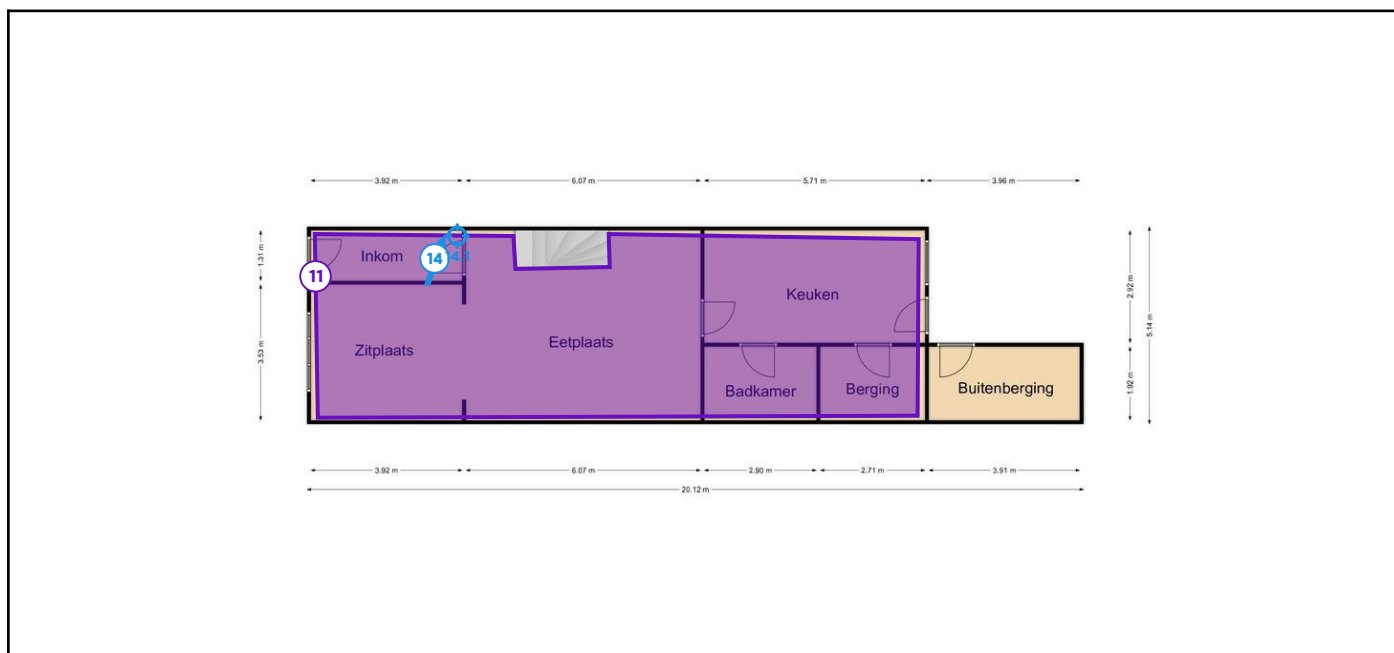 3.92 m 6.07 m 5.71 m 3.96 m
1.31 m
3.53 m
Inkom
14
14.1
11
Zitplaats
Eetplaats
Keuken
Badkamer
Berging
Buitenberging
2.92 m
1.92 m
5.14 m
3.92 m 6.07 m 2.90 m 2.71 m 3.91 m
20.12 m